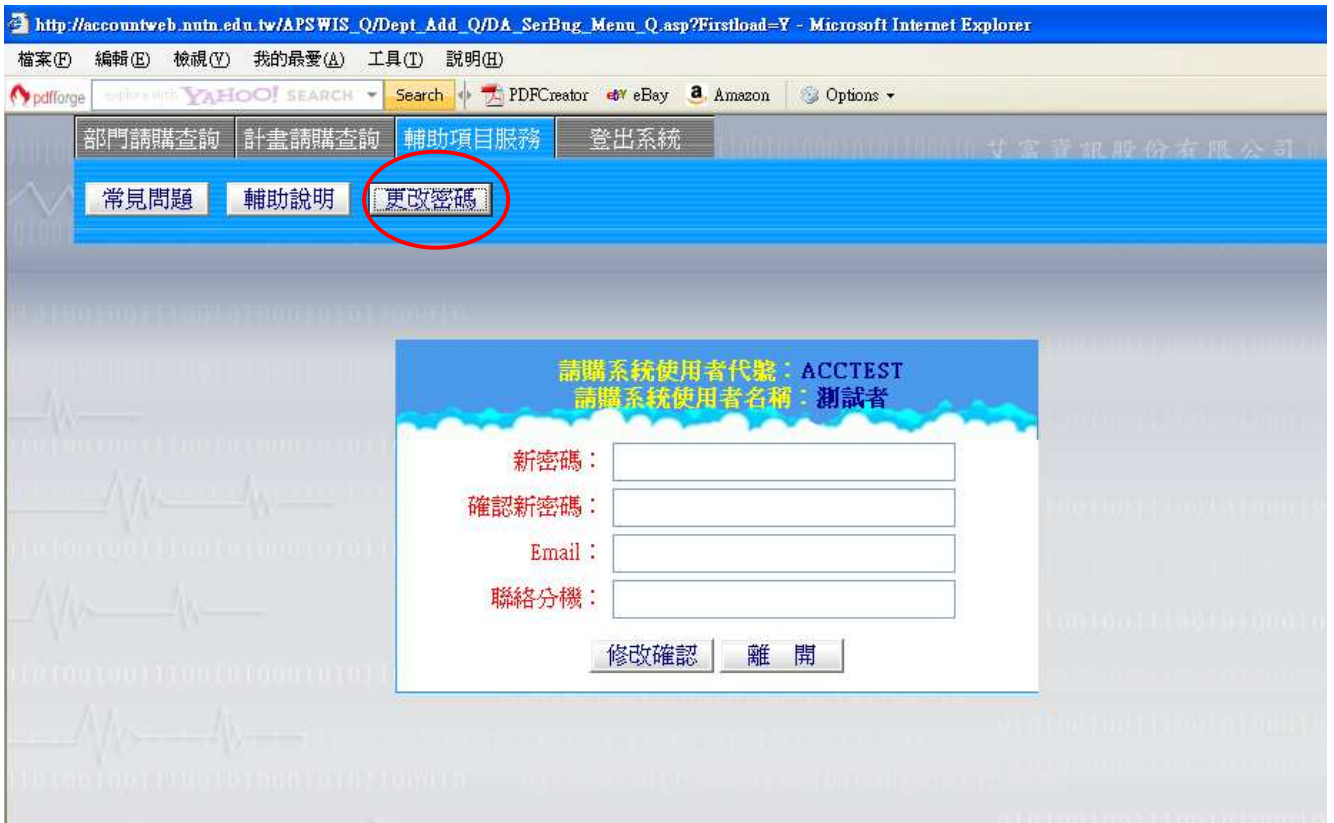 http://accountweb.nutn.edu.tw/APSWIS_Q/Dept_Add_Q/DA_SerBug_Menu_Q.asp?Firstload=Y - Microsoft Internet Explorer
檔案(F) 編輯(E) 檢視(V) 我的最愛(A) 工具(T) 說明(H)
pdfforge explore with YAHOO! SEARCH Search PDFCreator eBay Amazon Options
部門請購查詢 計畫請購查詢 輔助項目服務 登出系統
艾富資訊股份有限公司
常見問題 輔助說明 更改密碼
請購系統使用者代號：ACCTEST
請購系統使用者名稱：測試者
新密碼：
確認新密碼：
Email：
聯絡分機：
修改確認 離 開